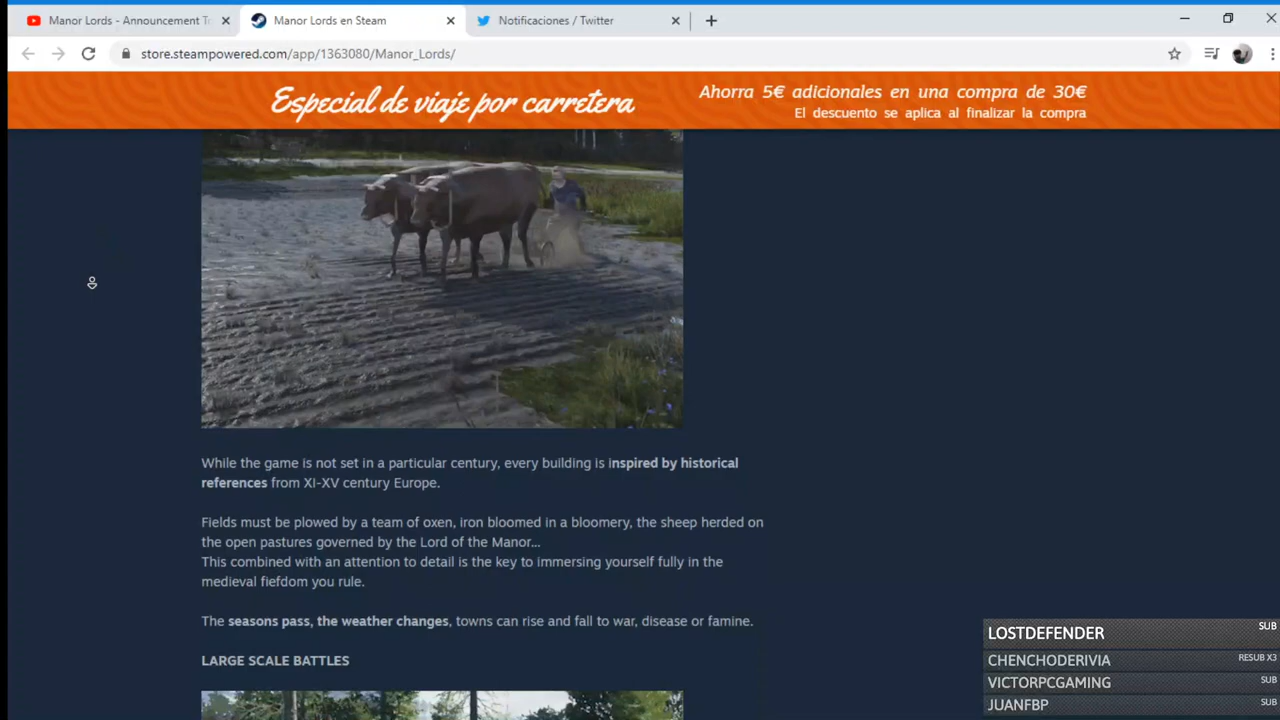 Manor Lords - Announcement T
Manor Lords en Steam
Notificaciones / Twitter
store.steampowered.com/app/1363080/Manor_Lords/
Especial de viaje por carretera
Ahorra 5€ adicionales en una compra de 30€
El descuento se aplica al finalizar la compra
While the game is not set in a particular century, every building is inspired by historical
references from XI-XV century Europe.
Fields must be plowed by a team of oxen, iron bloomed in a bloomery, the sheep herded on
the open pastures governed by the Lord of the Manor...
This combined with an attention to detail is the key to immersing yourself fully in the
medieval fiefdom you rule.
The seasons pass, the weather changes, towns can rise and fall to war, disease or famine.
LARGE SCALE BATTLES
LOSTDEFENDER SUB
CHENCHODERIVIA RESUB X3
VICTORPCGAMING SUB
JUANFBP SUB